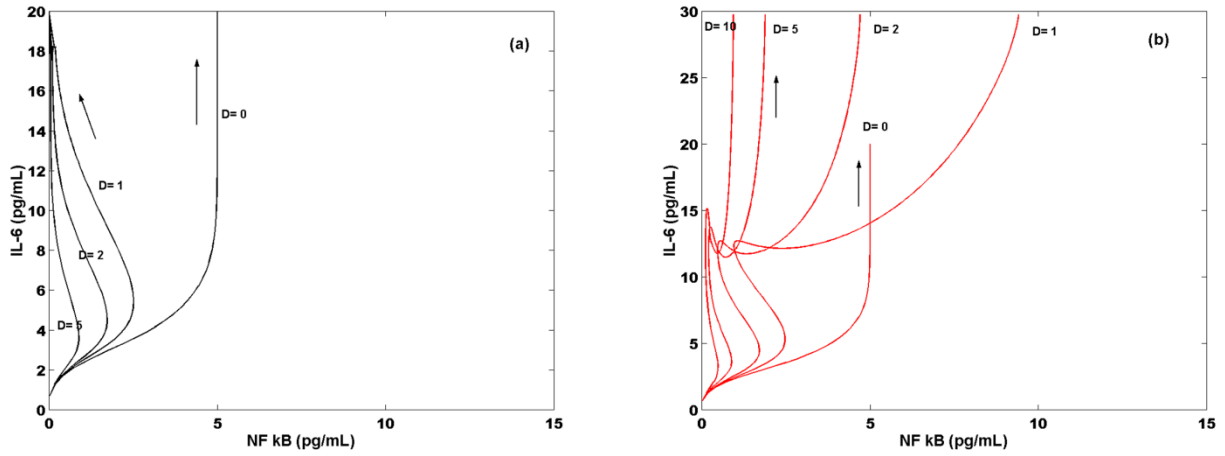 (a)
20
18
16
14
12
10
8
6
4
2
0
IL-6 (pg/mL)
D= 0
D= 1
D= 2
D= 5
0 5 10 15
NF kB (pg/mL)
(b)
30
25
20
15
10
5
0
IL-6 (pg/mL)
D= 10
D= 5
D= 2
D= 1
D= 0
0 5 10 15
NF kB (pg/mL)